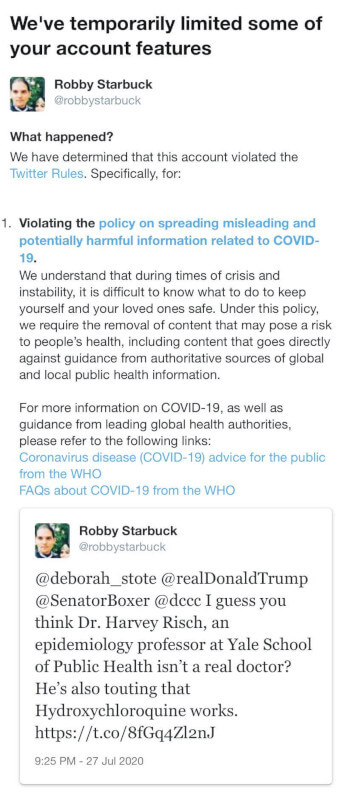 We've temporarily limited some of
your account features
Robby Starbuck
@robbystarbuck
What happened?
We have determined that this account violated the
Twitter Rules. Specifically, for:
1. Violating the policy on spreading misleading and
potentially harmful information related to COVID-
19.
We understand that during times of crisis and
instability, it is difficult to know what to do to keep
yourself and your loved ones safe. Under this policy,
we require the removal of content that may pose a risk
to people's health, including content that goes directly
against guidance from authoritative sources of global
and local public health information.
For more information on COVID-19, as well as
guidance from leading global health authorities,
please refer to the following links:
Coronavirus disease (COVID-19) advice for the public
from the WHO
FAQs about COVID-19 from the WHO
Robby Starbuck
@robbystarbuck
@deborah_stote @realDonaldTrump
@SenatorBoxer @dccc I guess you
think Dr. Harvey Risch, an
epidemiology professor at Yale School
of Public Health isn't a real doctor?
He's also touting that
Hydroxychloroquine works.
https://t.co/8fGq4Zl2nJ
9:25 PM - 27 Jul 2020